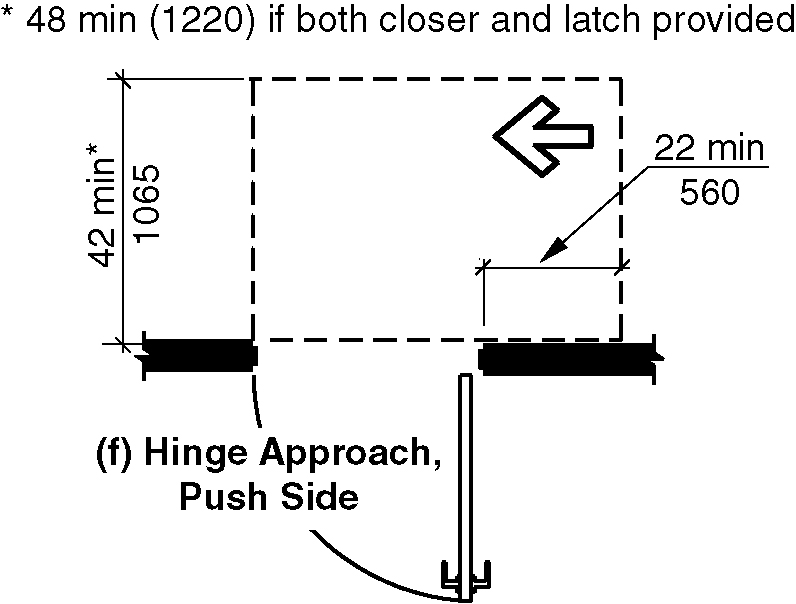 * 48 min (1220) if both closer and latch provided
42 min*
1065
22 min
560
(f) Hinge Approach,
Push Side